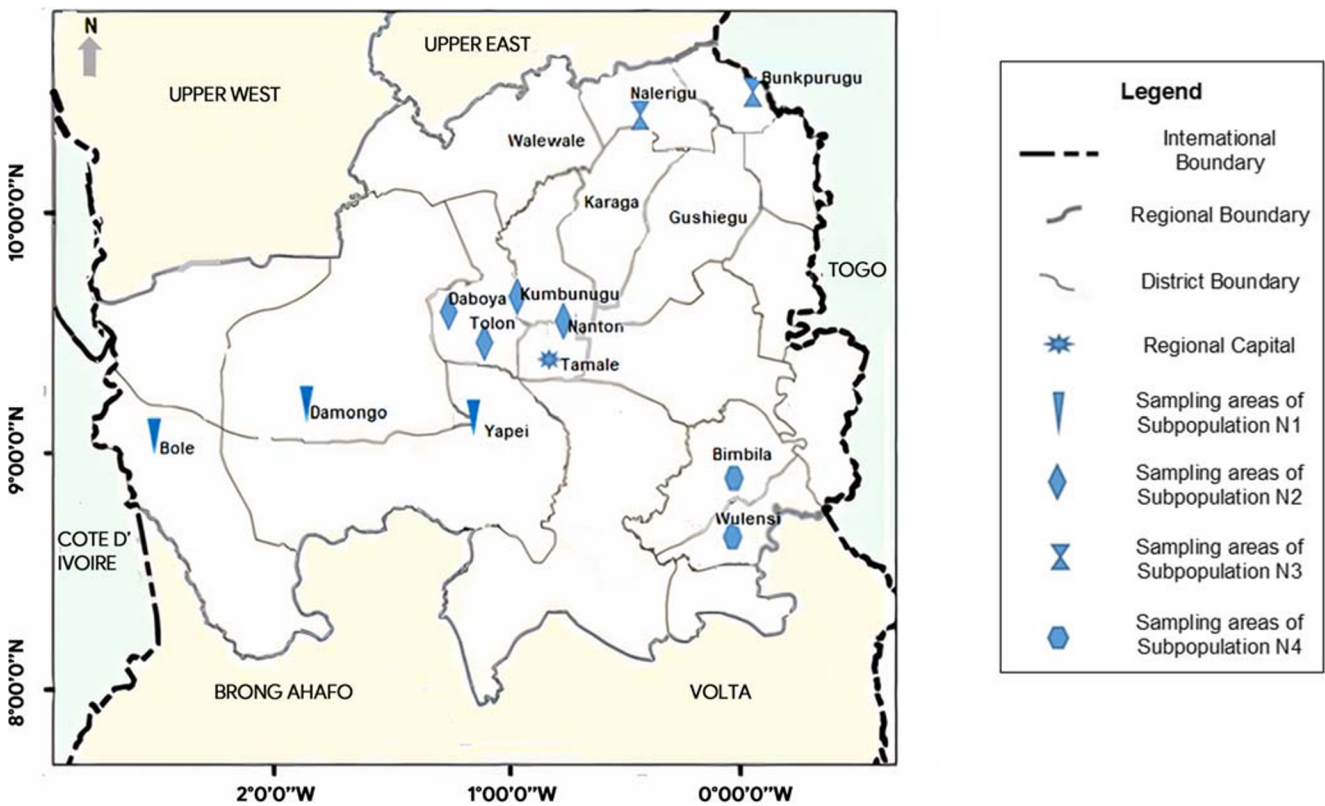 N
UPPER EAST
UPPER WEST
Bunkpurugu
Nalerigu
Walewale
Karaga
Gushiegu
TOGO
Daboya
Kumbunugu
Tolon
Nanton
Tamale
Damongo
Yapei
Bole
Bimbila
Wulensi
COTE D'
IVOIRE
BRONG AHAFO
VOLTA
10°00'0"N
9°00'0"N
8°00'0"N
2°0'0"W
1°00'0"W
0°00'0"W
Legend
International
Boundary
Regional Boundary
District Boundary
Regional Capital
Sampling areas of
Subpopulation N1
Sampling areas of
Subpopulation N2
Sampling areas of
Subpopulation N3
Sampling areas of
Subpopulation N4